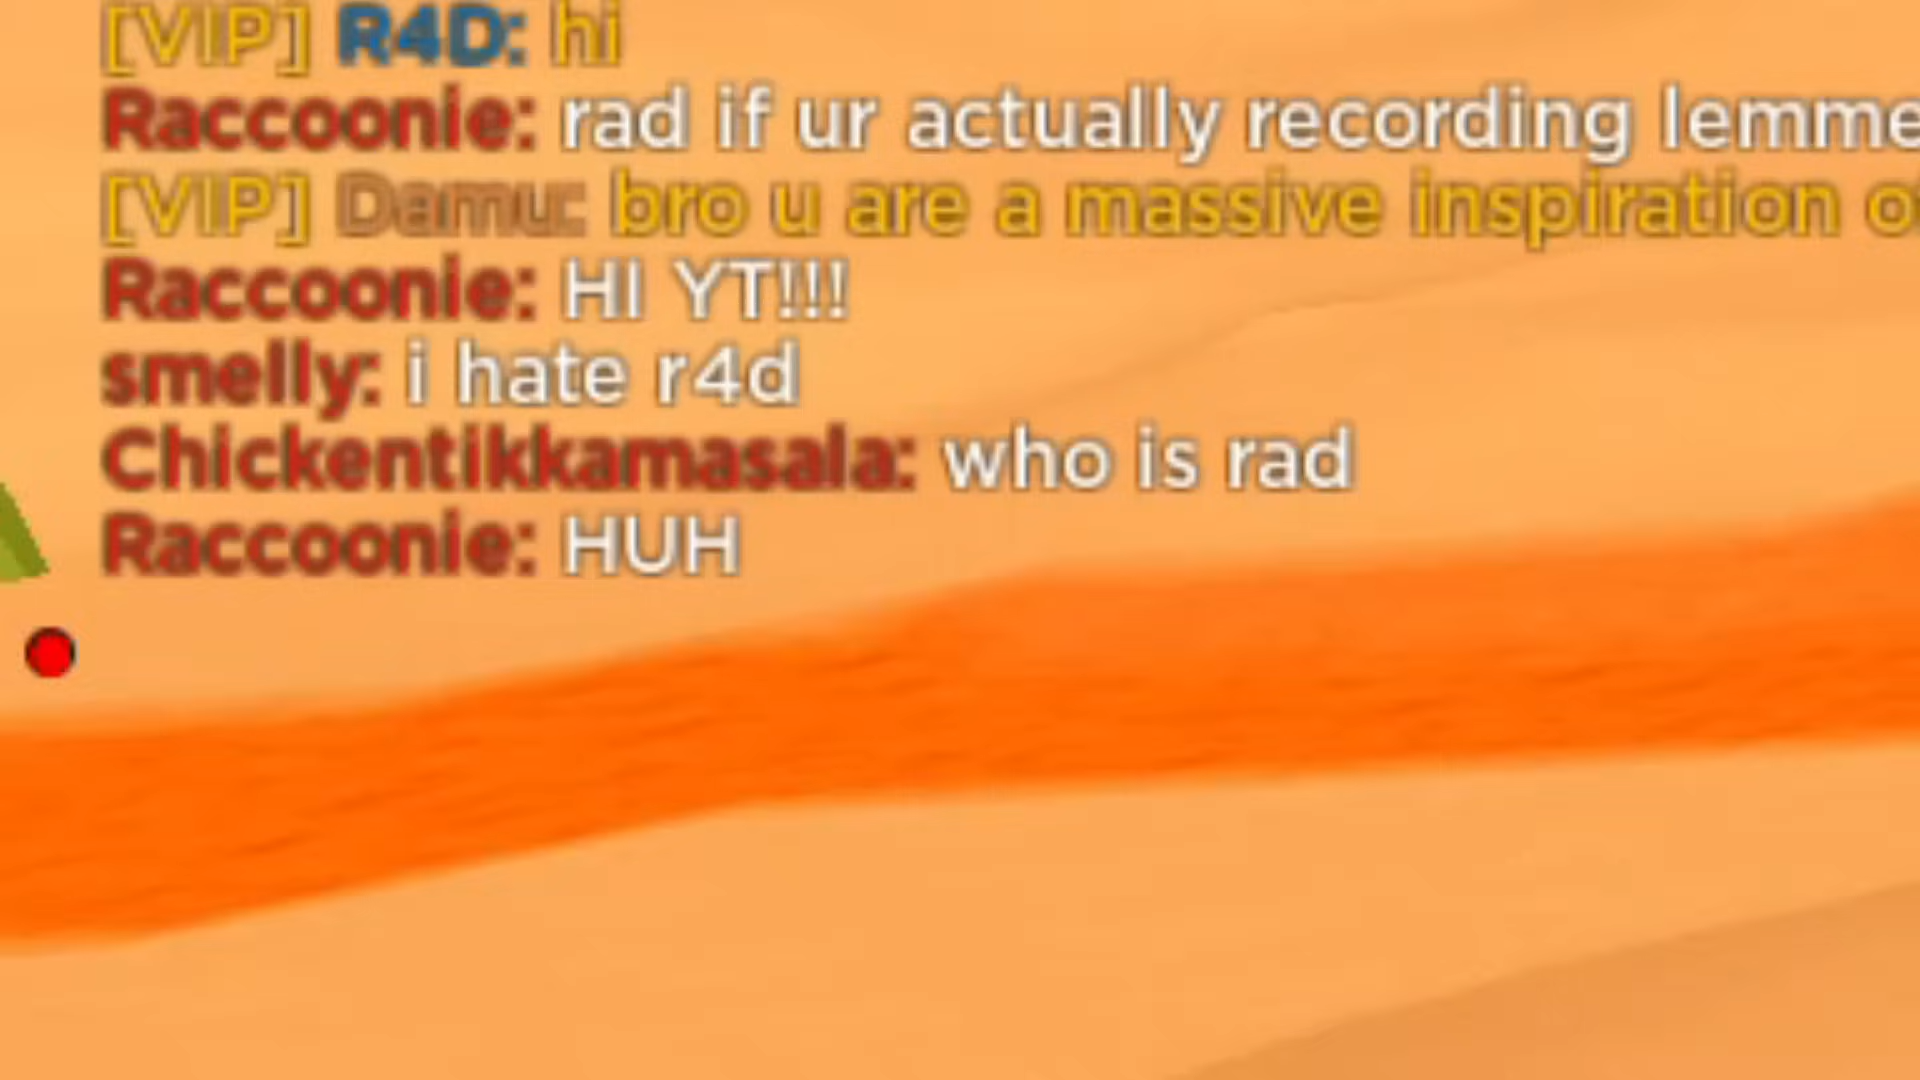 [VIP] R4D: hi
Raccoonie: rad if ur actually recording lemme
[VIP] Damu: bro u are a massive inspiration
Raccoonie: HI YT!!!
smelly: i hate r4d
Chickentikkamasala: who is rad
Raccoonie: HUH